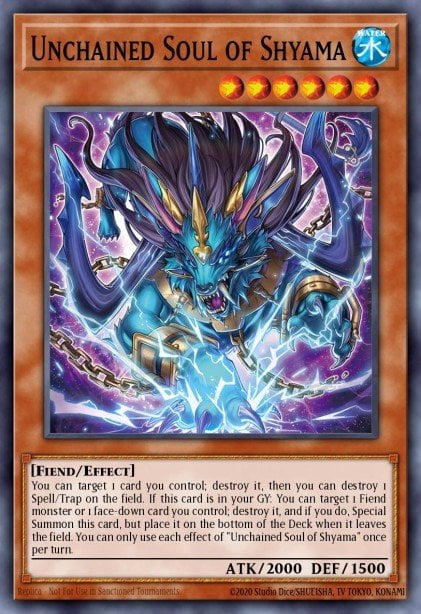 Unchained Soul of Shyama
WATER
水
[Fiend/Effect]
You can target 1 card you control; destroy it, then you can destroy 1
Spell/Trap on the field. If this card is in your GY: You can target 1 Fiend
monster or 1 face-down card you control; destroy it, and if you do, Special
Summon this card, but place it on the bottom of the Deck when it leaves
the field. You can only use each effect of "Unchained Soul of Shyama" once
per turn.
ATK/2000 DEF/1500
Replica - Not For Use in Sanctioned Tournaments
©2020 Studio Dice/SHUEISHA, TV TOKYO, KONAMI